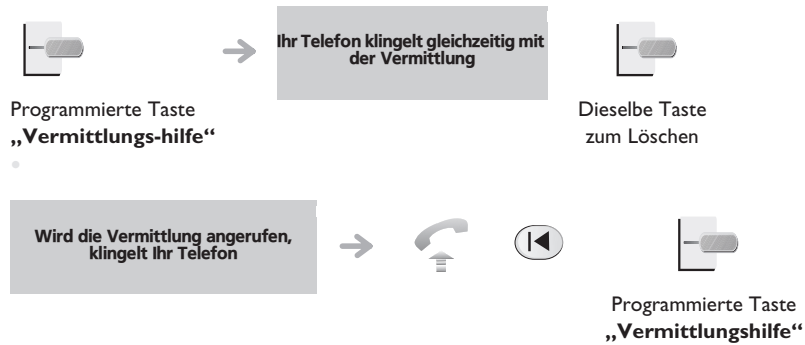 Ihr Telefon klingelt gleichzeitig mit
der Vermittlung
Programmierte Taste
„Vermittlungs-hilfe“
Dieselbe Taste
zum Löschen
Wird die Vermittlung angerufen,
klingelt Ihr Telefon
Programmierte Taste
„Vermittlungshilfe“